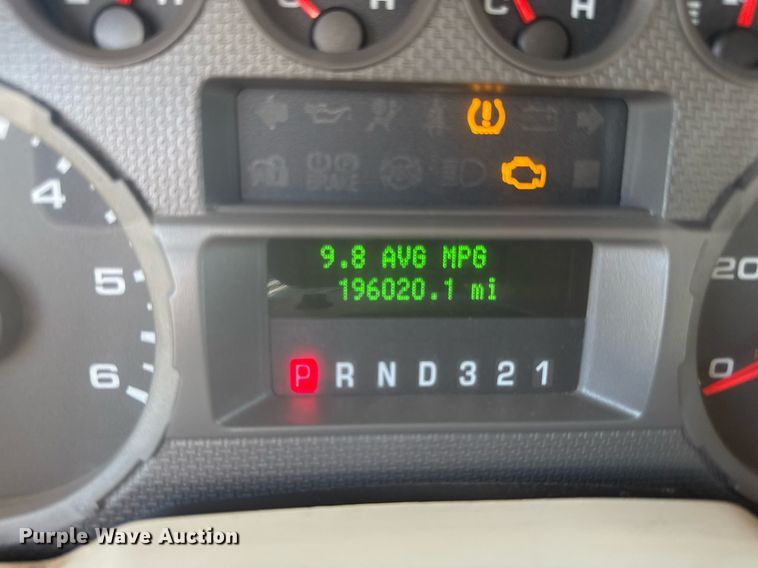 H C H
4
5
6
20
0
9.8 AVG MPG
196020.1 mi
P R N D 3 2 1
Purple Wave Auction